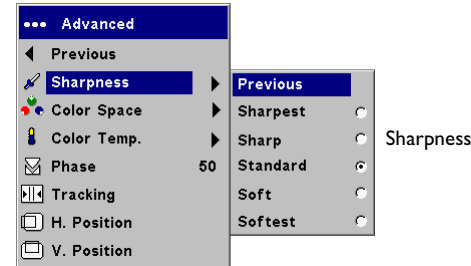 ••• Advanced
Previous
Sharpness
Color Space
Color Temp.
Phase 50
Tracking
H. Position
V. Position
Previous
Sharpest
Sharp
Standard
Soft
Softest
Sharpness